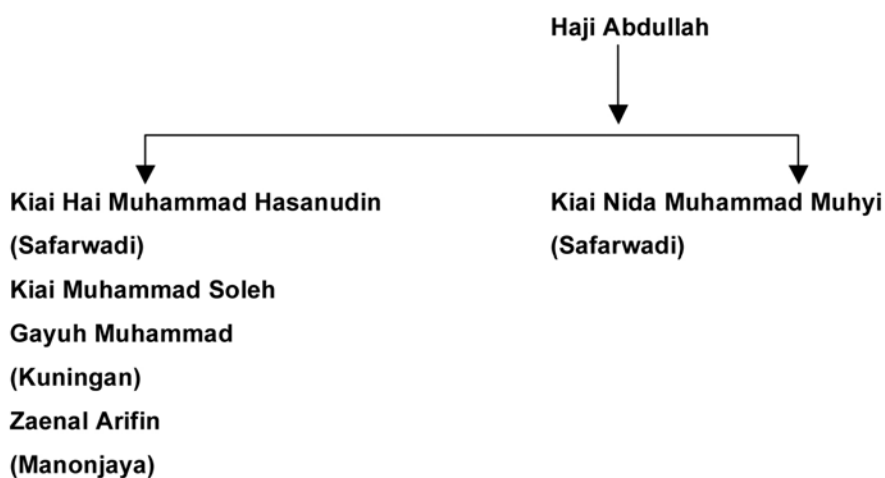 Haji Abdullah
Kiai Hai Muhammad Hasanudin
(Safarwadi)
Kiai Muhammad Soleh
Gayuh Muhammad
(Kuningan)
Zaenal Arifin
(Manonjaya)
Kiai Nida Muhammad Muhyi
(Safarwadi)